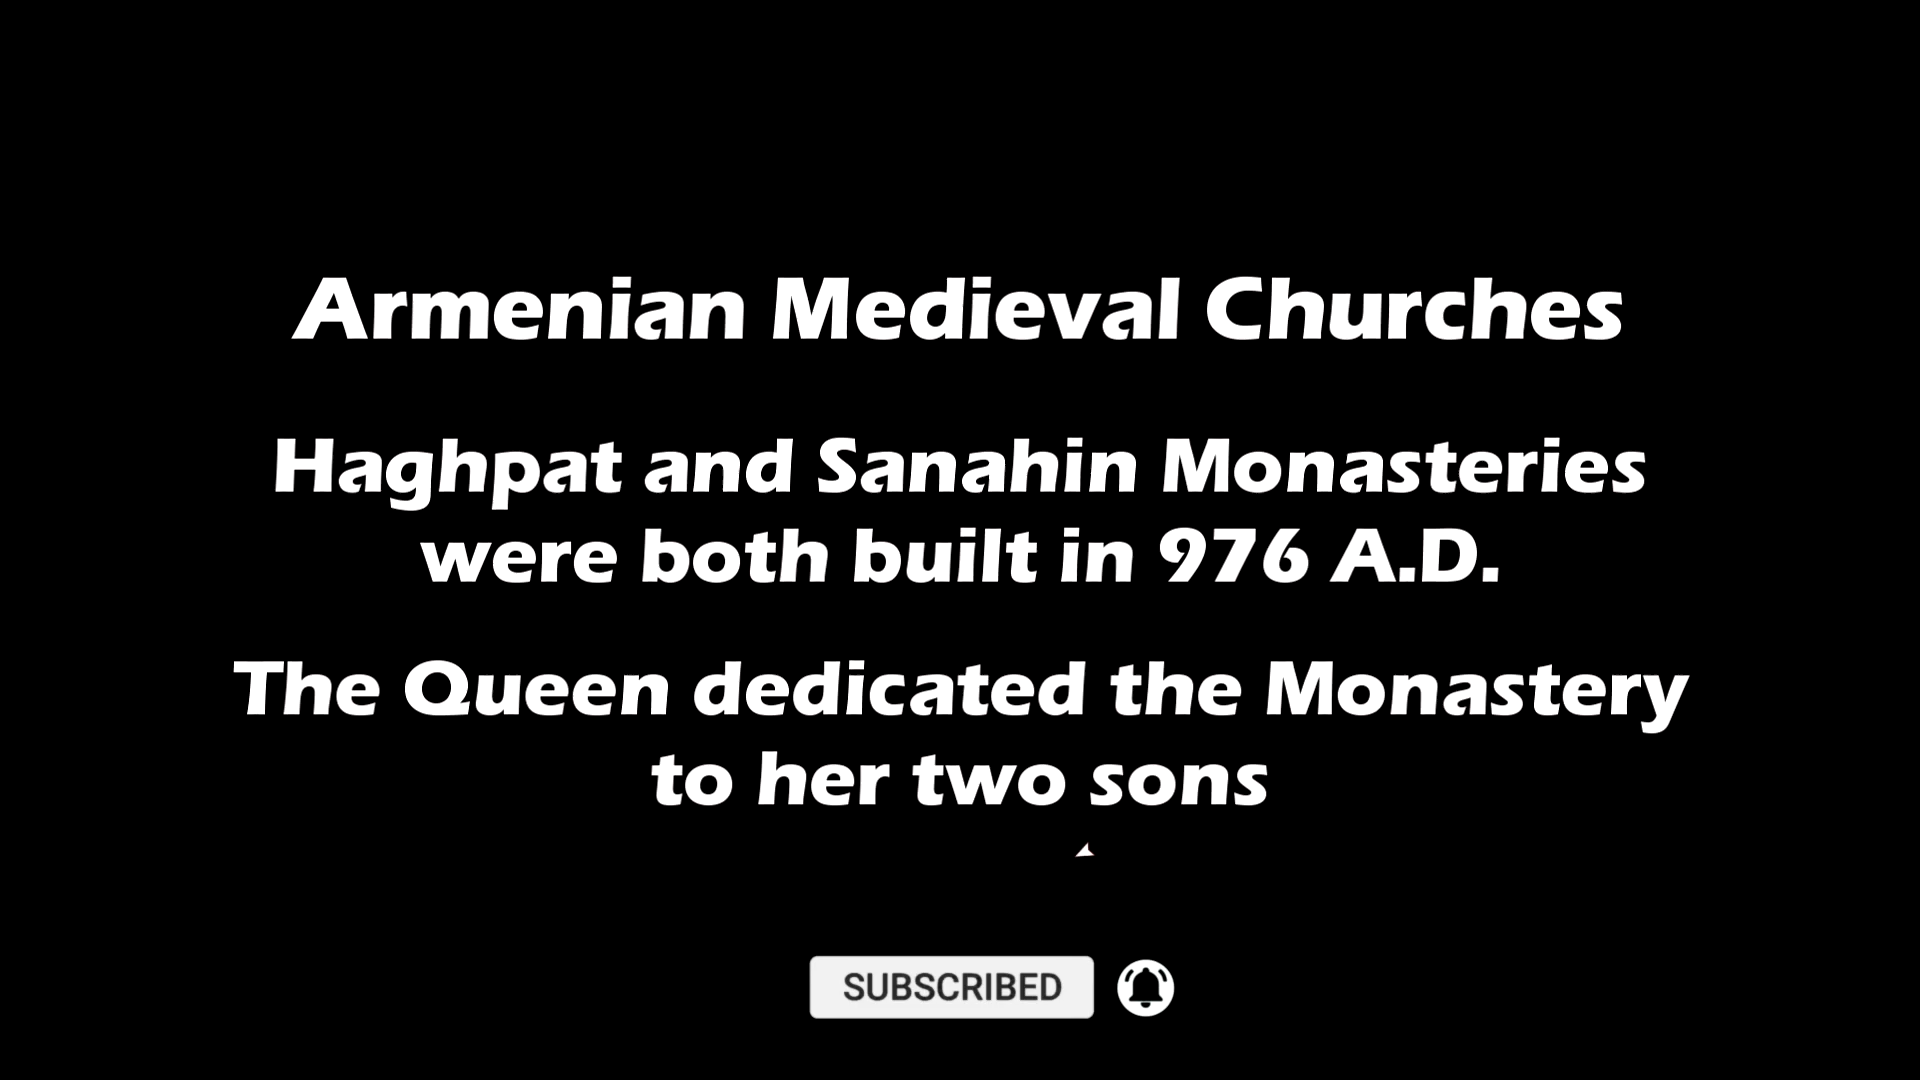 Armenian Medieval Churches
Haghpat and Sanahin Monasteries
were both built in 976 A.D.
The Queen dedicated the Monastery
to her two sons
SUBSCRIBED